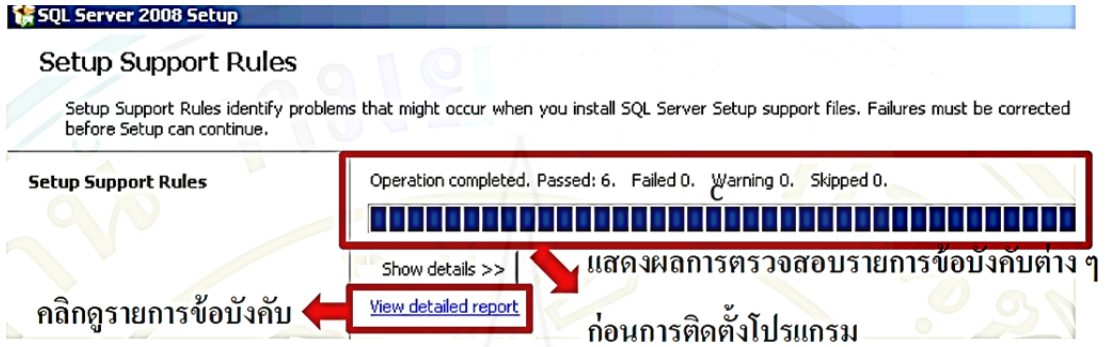 SQL Server 2008 Setup
Setup Support Rules
Setup Support Rules identify problems that might occur when you install SQL Server Setup support files. Failures must be corrected
before Setup can continue.
Setup Support Rules
Operation completed. Passed: 6. Failed 0. Warning 0. Skipped 0.
C
Show details >>
แสดงผลการตรวจสอบรายการข้อบังคับต่าง ๆ
คลิกดูรายการข้อบังคับ
View detailed report
ก่อนการติดตั้งโปรแกรม